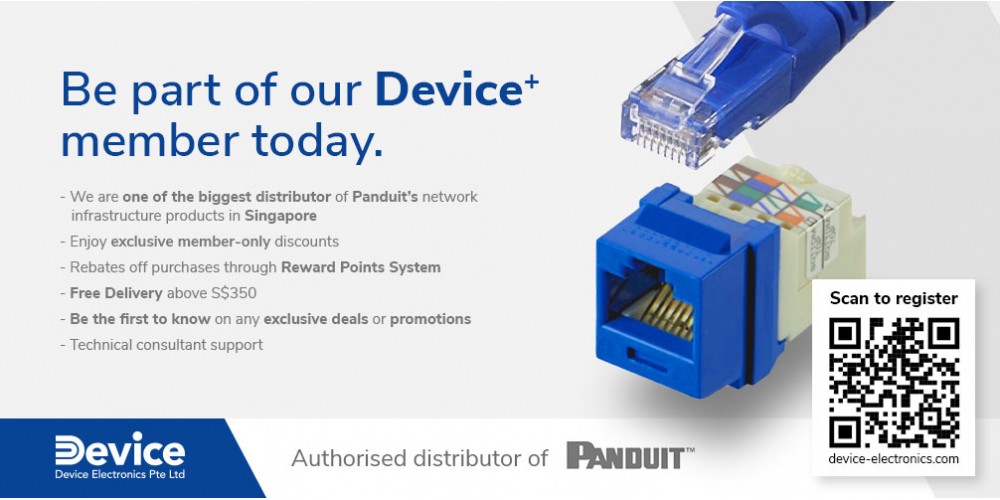 Be part of our Device+
member today.
- We are one of the biggest distributor of Panduit's network
infrastructure products in Singapore
- Enjoy exclusive member-only discounts
- Rebates off purchases through Reward Points System
- Free Delivery above S$350
- Be the first to know on any exclusive deals or promotions
- Technical consultant support
Scan to register
device-electronics.com
Device
Device Electronics Pte Ltd
Authorised distributor of PANDUIT™